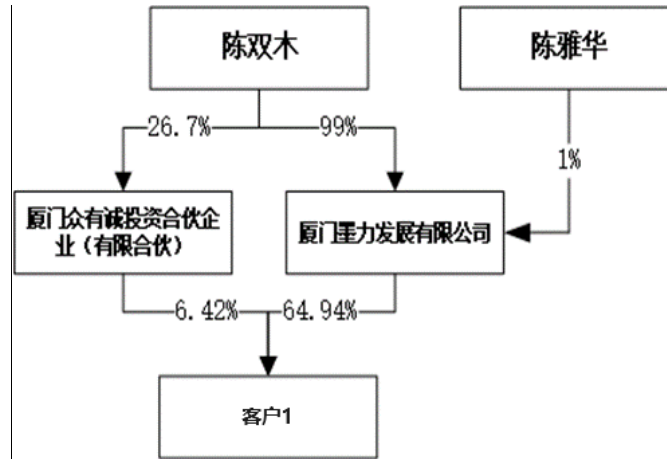 陈双木
陈雅华
26.7%
99%
1%
厦门众有诚投资合伙企
业（有限合伙）
厦门垩力发展有限公司
6.42%
64.94%
客户1